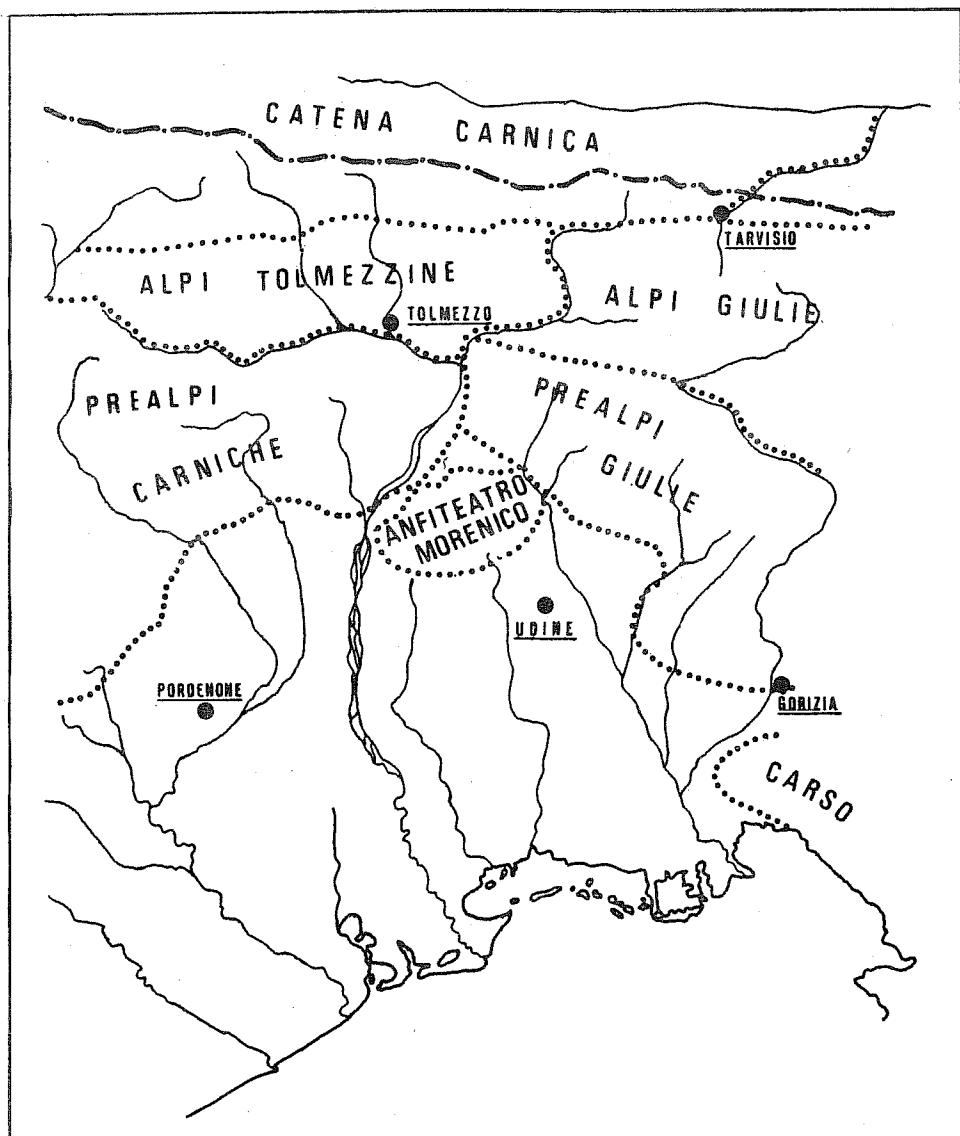 CATENA CARNICA
TARVISIO
ALPI TOLMEZZINE
ALPI GIULIE
TOLMEZZO
PREALPI
CARNICHE
PREALPI
GIULIE
ANFITEATRO
MORENICO
UDINE
PORDENONE
GORIZIA
CARSO